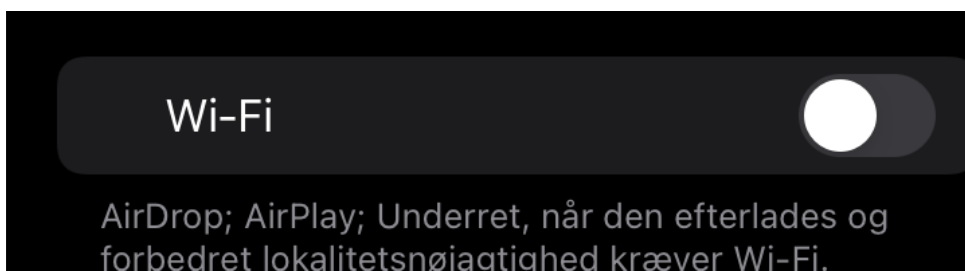 Wi-Fi
AirDrop; AirPlay; Underret, når den efterlades og
forbedret lokalitetsnøjagtighed kræver Wi-Fi.